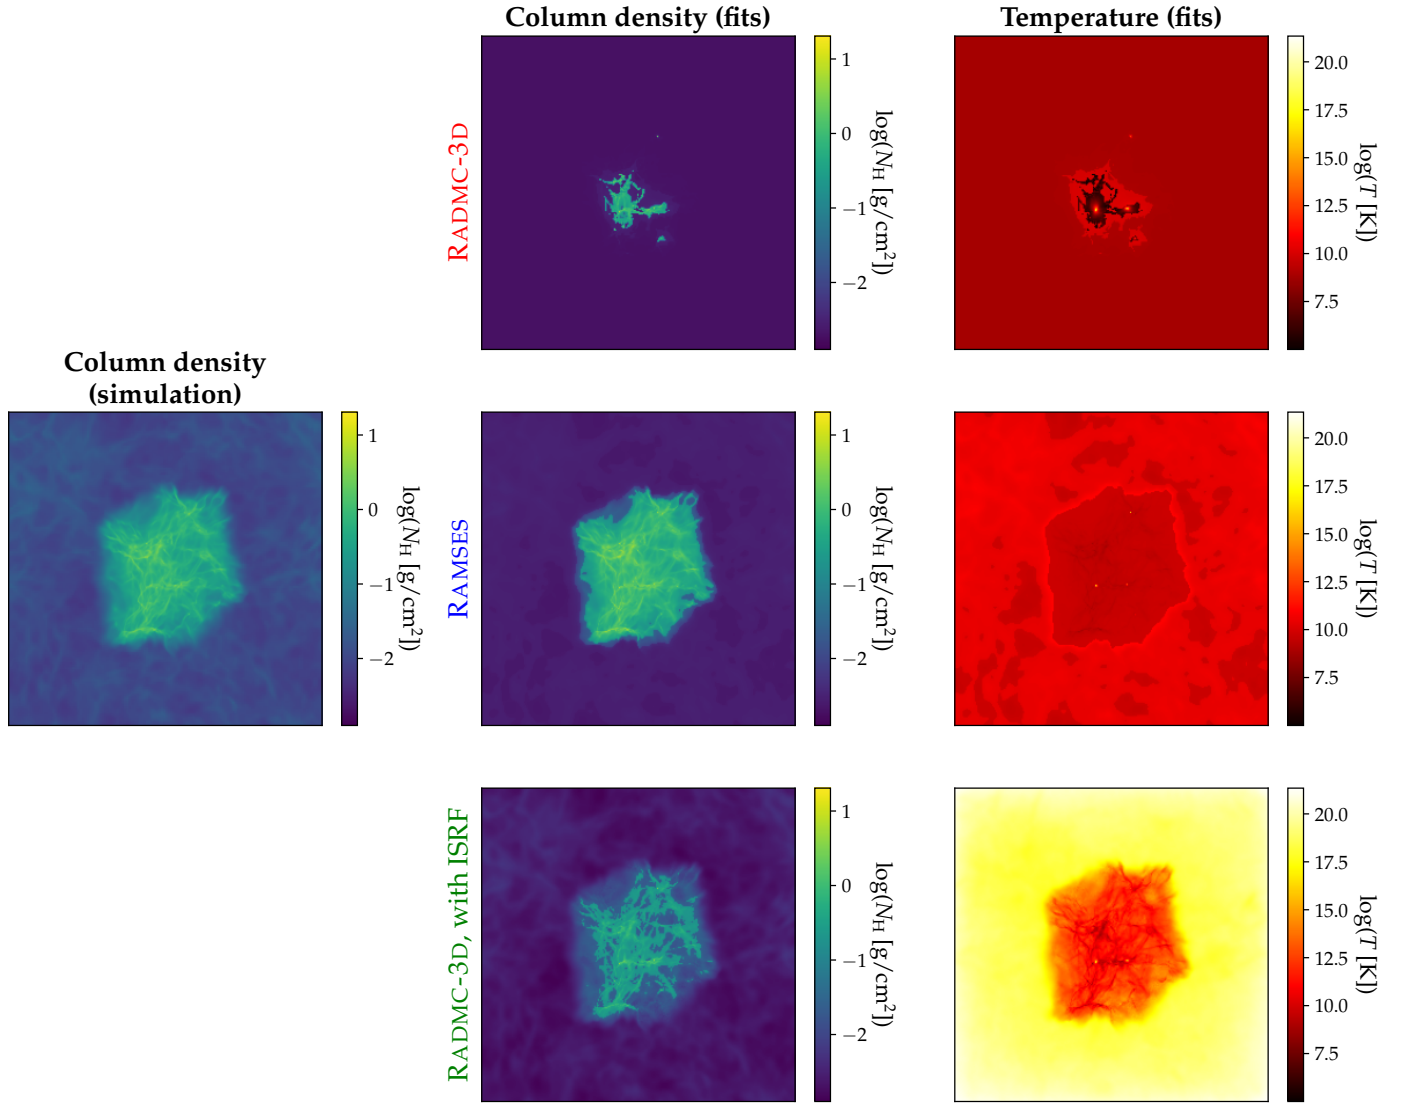 Column density (fits)
Temperature (fits)
RADMC-3D
1
0
−1
−2
log(N_H [g/cm²])
20.0
17.5
15.0
12.5
10.0
7.5
log(T [K])
Column density
(simulation)
1
0
−1
−2
log(N_H [g/cm²])
RAMSES
1
0
−1
−2
log(N_H [g/cm²])
20.0
17.5
15.0
12.5
10.0
7.5
log(T [K])
RADMC-3D, with ISRF
1
0
−1
−2
log(N_H [g/cm²])
20.0
17.5
15.0
12.5
10.0
7.5
log(T [K])